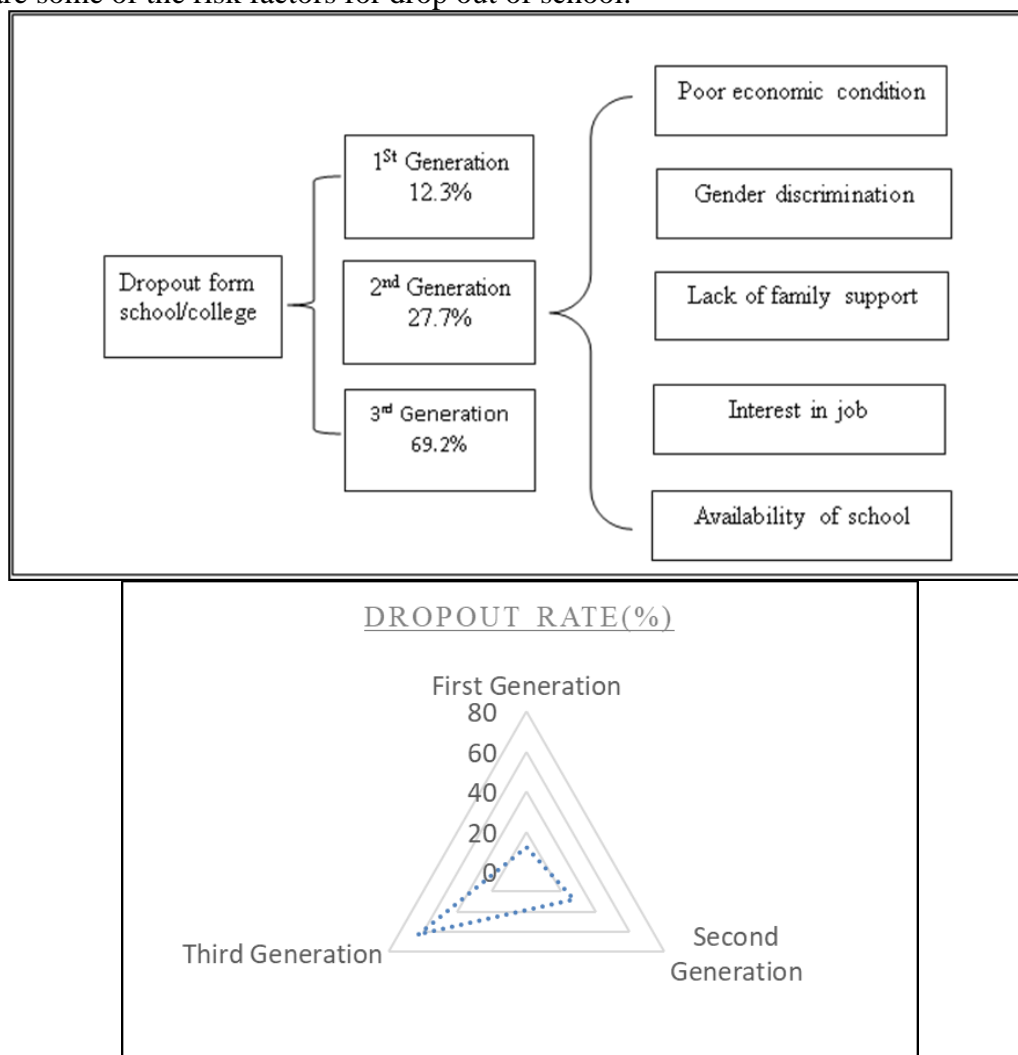 are some of the risk factors for drop out of school.
Dropout form
school/college
1St Generation
12.3%
2nd Generation
27.7%
3rd Generation
69.2%
Poor economic condition
Gender discrimination
Lack of family support
Interest in job
Availability of school
DROPOUT RATE(%)
First Generation
80
60
40
20
0
Third Generation
Second
Generation